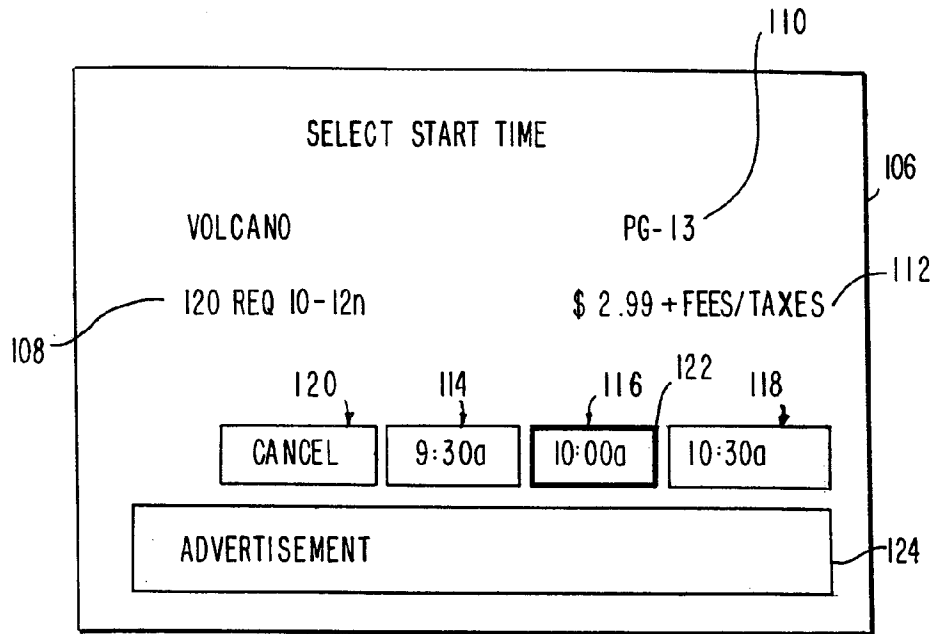 110
SELECT START TIME
106
VOLCANO PG-13
112
120 REQ 10-12n $ 2.99 + FEES/TAXES
108
120 114 116 122 118
CANCEL 9:30a 10:00a 10:30a
ADVERTISEMENT
124